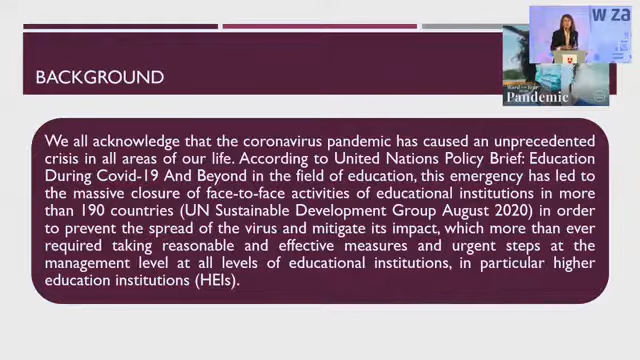 W ZA
Word of the Year
Pandemic
BACKGROUND
We all acknowledge that the coronavirus pandemic has caused an unprecedented
crisis in all areas of our life. According to United Nations Policy Brief: Education
During Covid-19 And Beyond in the field of education, this emergency has led to
the massive closure of face-to-face activities of educational institutions in more
than 190 countries (UN Sustainable Development Group August 2020) in order
to prevent the spread of the virus and mitigate its impact, which more than ever
required taking reasonable and effective measures and urgent steps at the
management level at all levels of educational institutions, in particular higher
education institutions (HEIs).